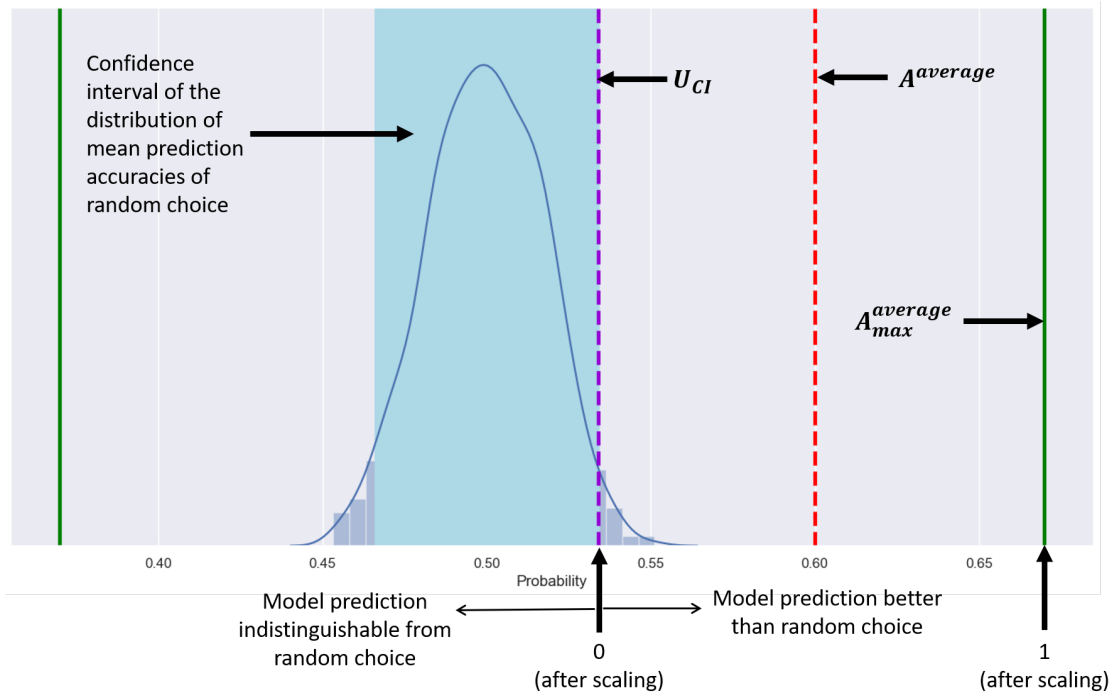 Confidence
interval of the
distribution of
mean prediction
accuracies of
random choice
U_CI
A^average
A_max^average
0.40 0.45 0.50 0.55 0.60 0.65
Probability
Model prediction
indistinguishable from
random choice
Model prediction better
than random choice
0
(after scaling)
1
(after scaling)